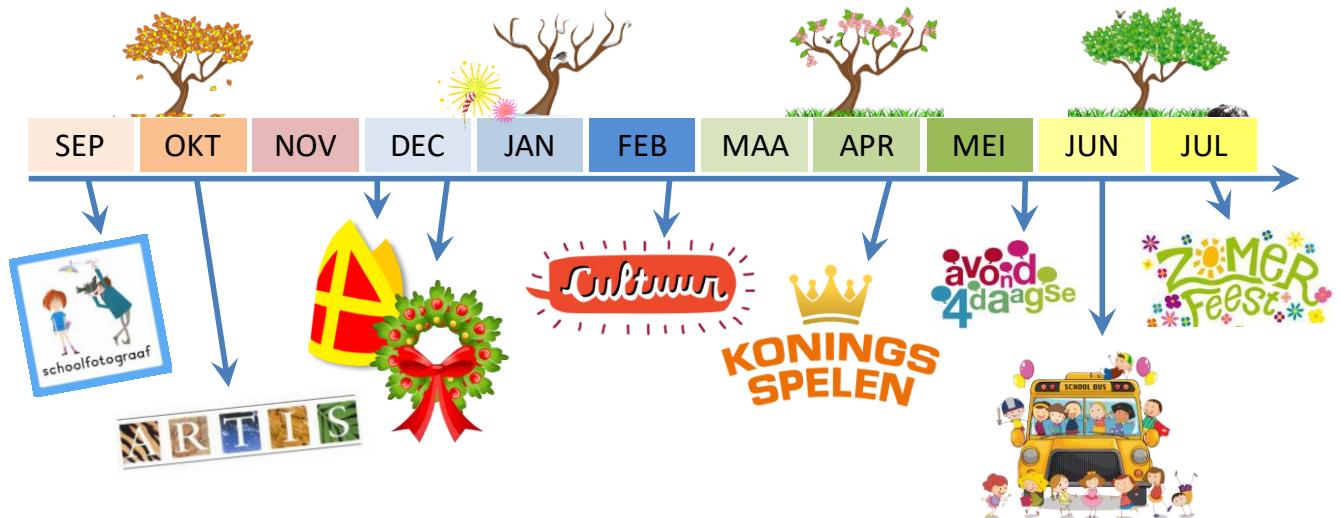 SEP OKT NOV DEC JAN FEB MAA APR MEI JUN JUL
schoolfotograaf
ARTIS
Cultuur
KONINGS
SPELEN
avond
4daagse
SCHOOL BUS
ZOMER
Feest